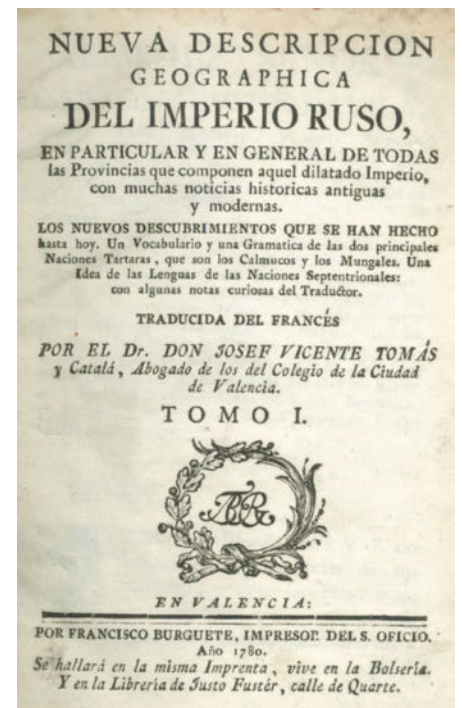 NUEVA DESCRIPCION
GEOGRAPHICA
DEL IMPERIO RUSO,
EN PARTICULAR Y EN GENERAL DE TODAS
las Provincias que componen aquel dilatado Imperio,
con muchas noticias historicas antiguas
y modernas.
LOS NUEVOS DESCUBRIMIENTOS QUE SE HAN HECHO
hasta hoy. Un Vocabulario y una Gramatica de las dos principales
Naciones Tartaras, que son los Calmucos y los Mungales. Una
Idea de las Lenguas de las Naciones Septentrionales:
con algunas notas curiosas del Traductor.
TRADUCIDA DEL FRANCÉS
POR EL Dr. DON JOSEF VICENTE TOMÁS
y Catalá, Abogado de los del Colegio de la Ciudad
de Valencia.
TOMO I.
EN VALENCIA:
POR FRANCISCO BURGUETE, IMPRESOR DEL S. OFICIO.
Año 1780.
Se hallará en la misma Imprenta, vive en la Bolsería.
Y en la Librería de Justo Fustér, calle de Quarte.